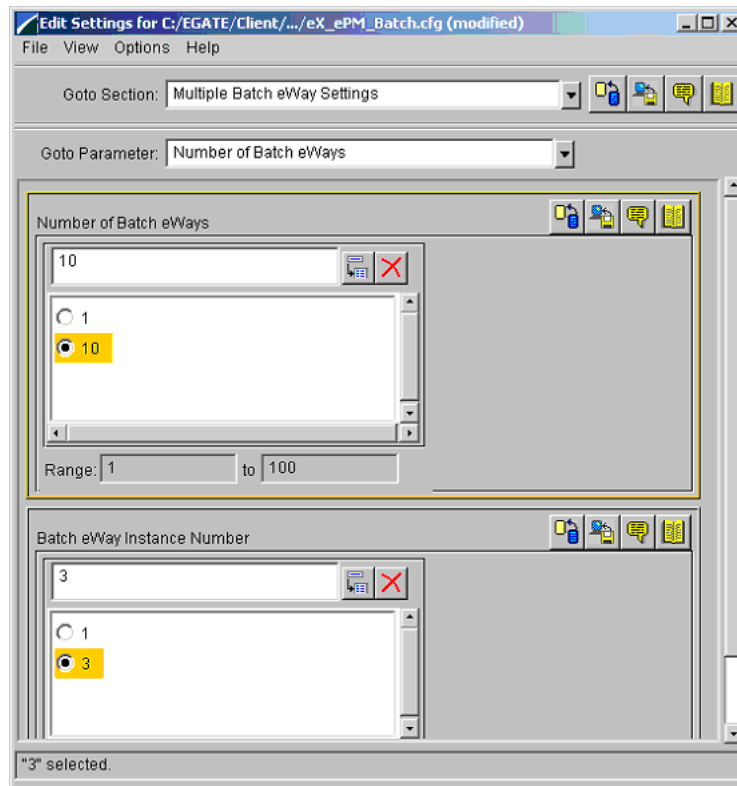 Edit Settings for C:/EGATE/Client/.../eX_ePM_Batch.cfg (modified)
File View Options Help
Goto Section: Multiple Batch eWay Settings
Goto Parameter: Number of Batch eWays
Number of Batch eWays
10
1
10
Range: 1 to 100
Batch eWay Instance Number
3
1
3
"3" selected.